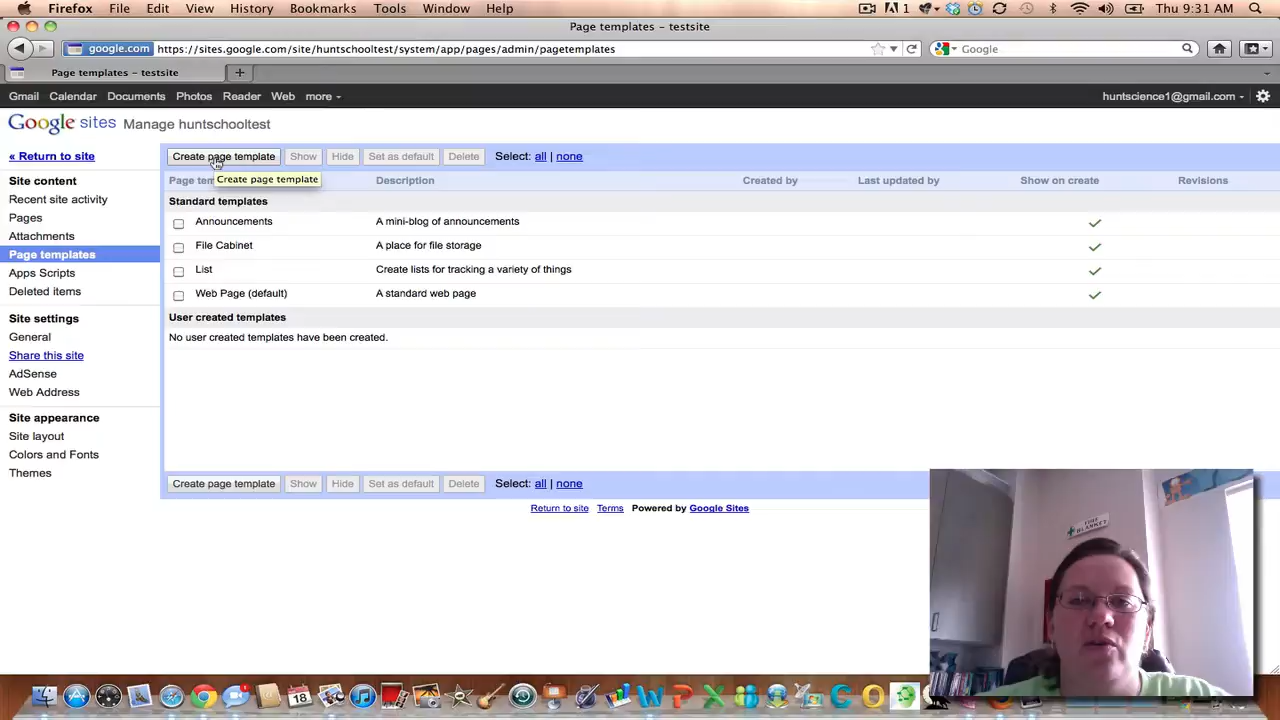 Firefox File Edit View History Bookmarks Tools Window Help 1 Thu 9:31 AM
Page templates – testsite
google.com https://sites.google.com/site/huntschooltest/system/app/pages/admin/pagetemplates Google
Page templates – testsite
Gmail Calendar Documents Photos Reader Web more huntscience1@gmail.com
Google sites Manage huntschooltest
« Return to site Create page template Show Hide Set as default Delete Select: all | none
Create page template
Site content Description Created by Last updated by Show on create Revisions
Recent site activity Standard templates
Pages Announcements A mini-blog of announcements
Attachments File Cabinet A place for file storage
Page templates
Apps Scripts List Create lists for tracking a variety of things
Deleted items Web Page (default) A standard web page
Site settings User created templates
General No user created templates have been created.
Share this site
AdSense
Web Address
Site appearance
Site layout
Colors and Fonts
Themes
Create page template Show Hide Set as default Delete Select: all | none
Return to site Terms Powered by Google Sites
FIRE
BLANKET
18